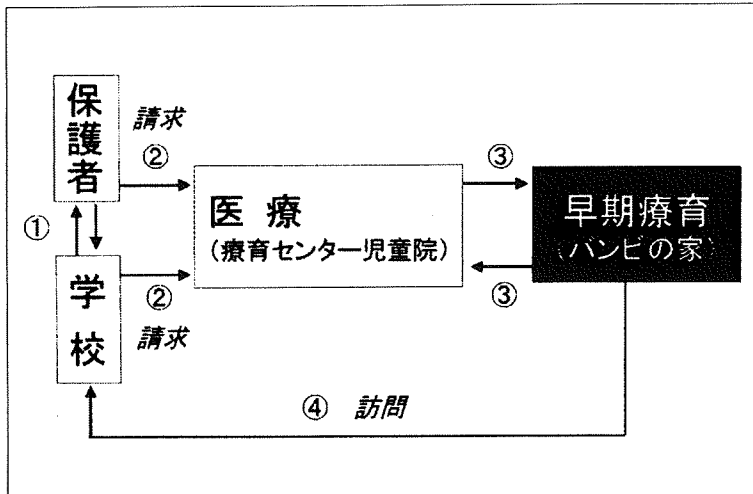 保護者
請求
②
③
①
医療
(療育センター児童院)
早期療育
(バンビの家)
学校
②
請求
③
④ 訪問